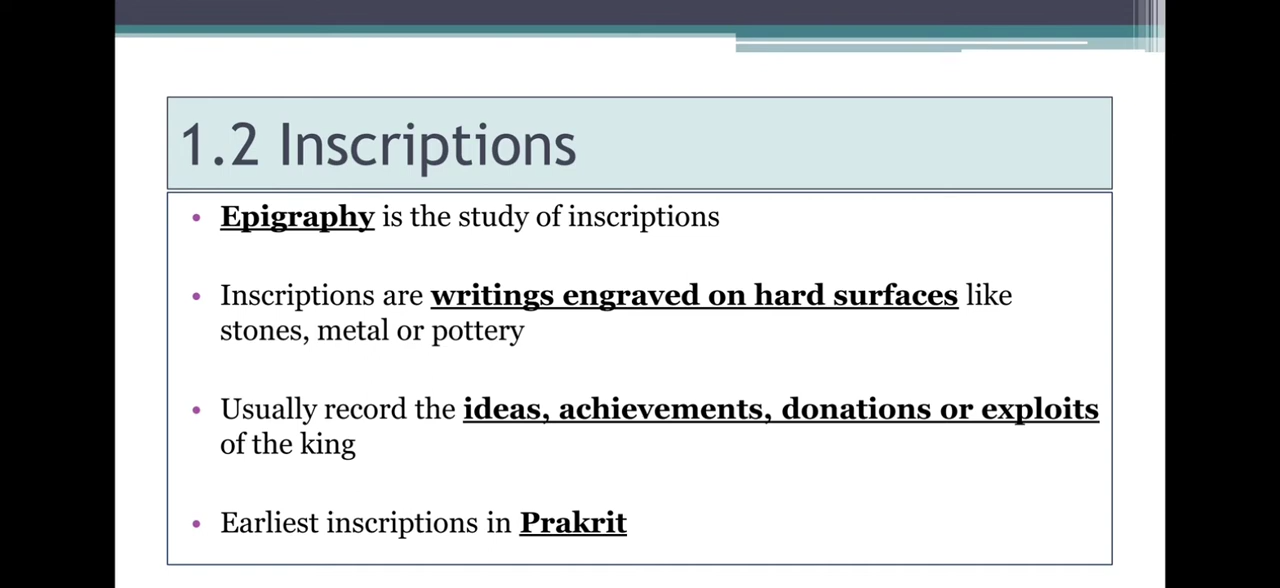 1.2 Inscriptions
• Epigraphy is the study of inscriptions
• Inscriptions are writings engraved on hard surfaces like
stones, metal or pottery
• Usually record the ideas, achievements, donations or exploits
of the king
• Earliest inscriptions in Prakrit